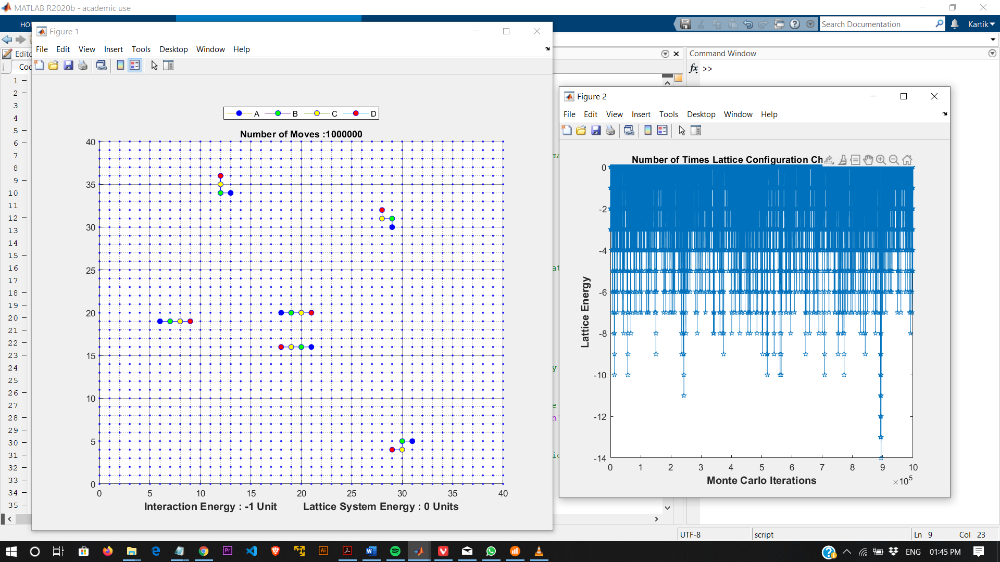 MATLAB R2020b - academic use
HO
Search Documentation
Kartik
Edito
Coc
Command Window
fx >>
Figure 1
File Edit View Insert Tools Desktop Window Help
A B C D
Number of Moves :1000000
40
35
30
25
20
15
10
5
0
0 5 10 15 20 25 30 35 40
Interaction Energy : -1 Unit Lattice System Energy : 0 Units
1
2
3
4
5
6
7
8
9
10
11
12
13
14
15
16
17
18
19
20
21
22
23
24
25
26
27
28
29
30
31
32
33
34
35
ma
at
y
e
n'
ic
Figure 2
File Edit View Insert Tools Desktop Window Help
Number of Times Lattice Configuration Ch
Lattice Energy
0
-2
-4
-6
-8
-10
-12
-14
0 1 2 3 4 5 6 7 8 9 10
×10^5
Monte Carlo Iterations
UTF-8 script Ln 9 Col 23
Pr Ai W
ENG 01:45 PM